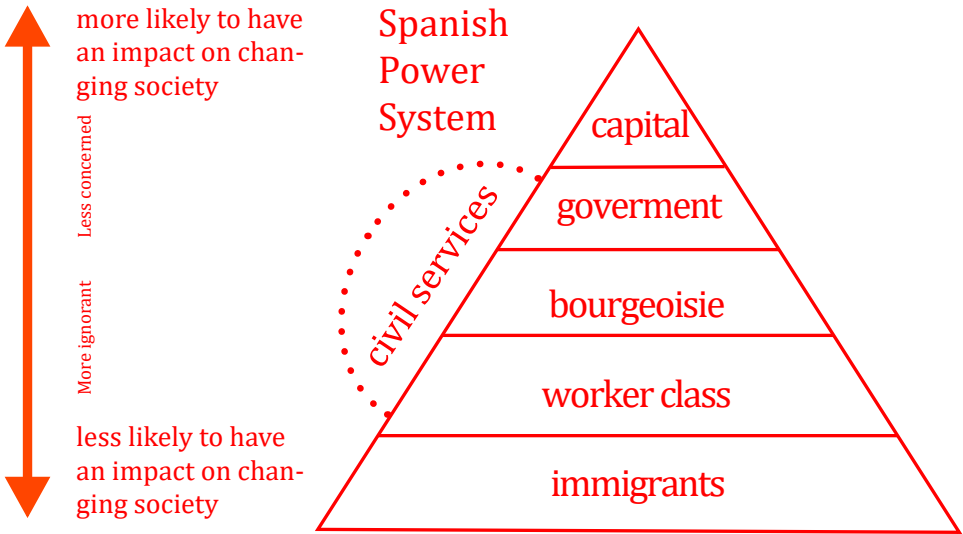 more likely to have
an impact on chan-
ging society
Less concerned
More ignorant
less likely to have
an impact on chan-
ging society
Spanish
Power
System
civil services
capital
goverment
bourgeoisie
worker class
immigrants